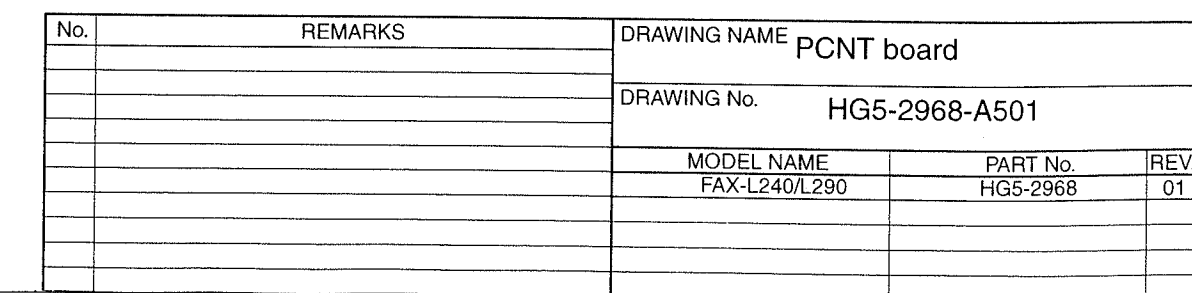 No. REMARKS
DRAWING NAME PCNT board
DRAWING No. HG5-2968-A501
MODEL NAME PART No. REV.
FAX-L240/L290 HG5-2968 01